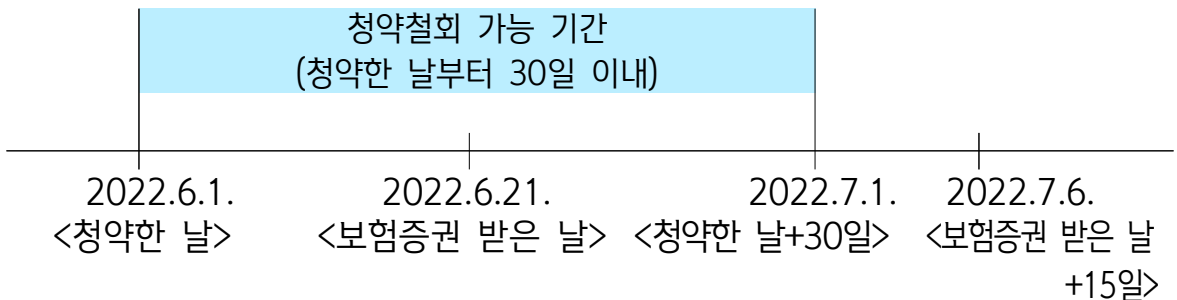 청약철회 가능 기간
(청약한 날부터 30일 이내)
2022.6.1. 2022.6.21. 2022.7.1. 2022.7.6.
<청약한 날> <보험증권 받은 날> <청약한 날+30일> <보험증권 받은 날
+15일>